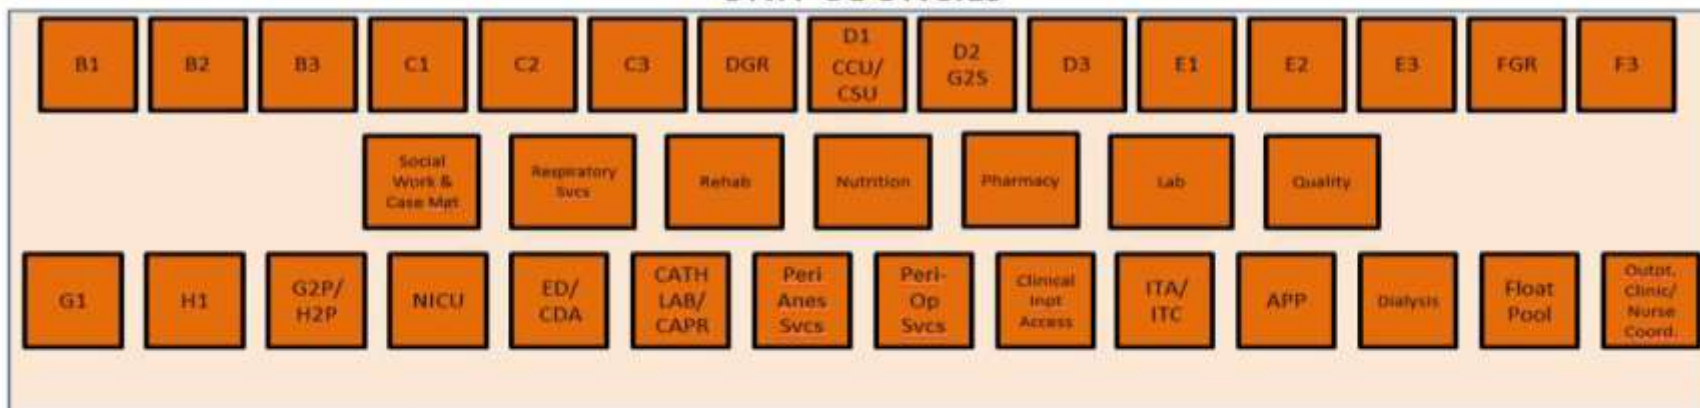 B1
B2
B3
C1
C2
C3
DGR
D1
CCU/
CSU
D2
G2S
D3
E1
E2
E3
FGR
F3
Social
Work &
Case Mgt
Respiratory
Svcs
Rehab
Nutrition
Pharmacy
Lab
Quality
G1
H1
G2P/
H2P
NICU
ED/
CDA
CATH
LAB/
CAPR
Peri
Anes
Svcs
Peri-
Op
Svcs
Clinical
Inpt
Access
ITA/
ITC
APP
Dialysis
Float
Pool
Outpt.
Clinic/
Nurse
Coord.